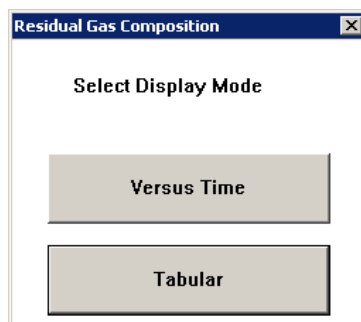 Residual Gas Composition
Select Display Mode
Versus Time
Tabular